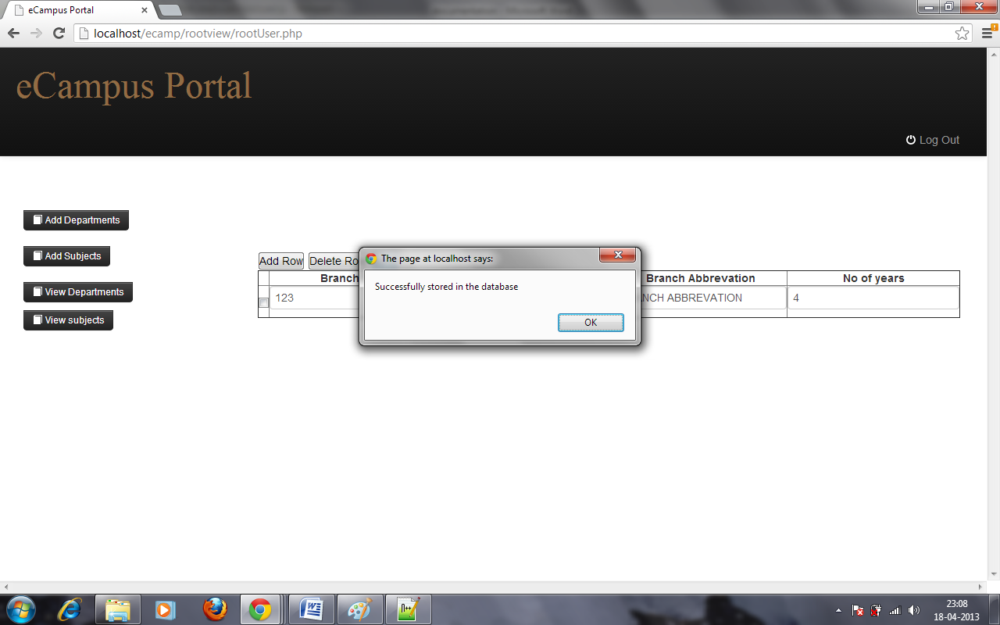 eCampus Portal
localhost/ecamp/rootview/rootUser.php
eCampus Portal
Log Out
Add Departments
Add Subjects
View Departments
View subjects
Add Row Delete Ro
Branch Branch Abbrevation No of years
123 NCH ABBREVATION 4
The page at localhost says:
Successfully stored in the database
OK
23:08
18-04-2013